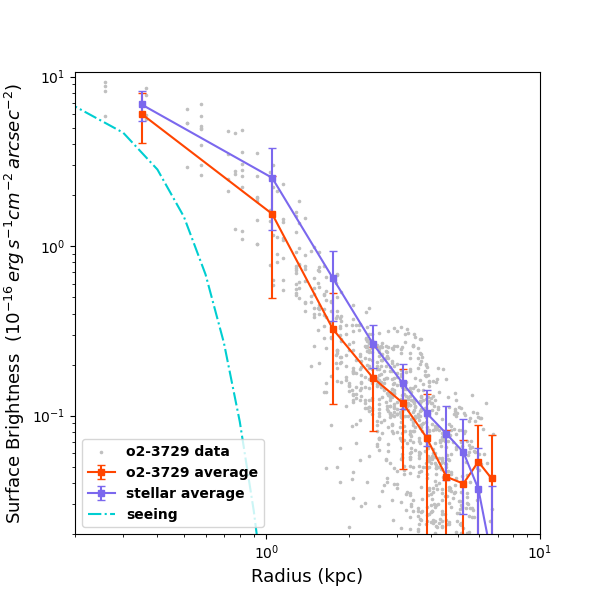 10¹
10⁰
10⁻¹
Surface Brightness (10⁻¹⁶ erg s⁻¹cm⁻² arcsec⁻²)
o2-3729 data
o2-3729 average
stellar average
seeing
10⁰
10¹
Radius (kpc)